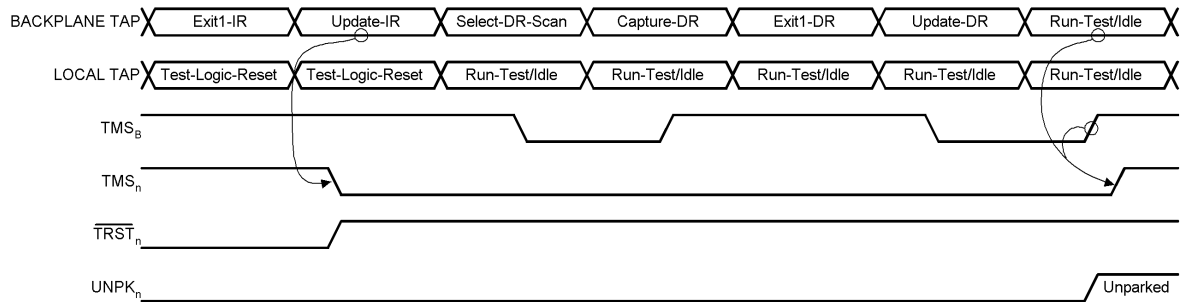 BACKPLANE TAP Exit1-IR Update-IR Select-DR-Scan Capture-DR Exit1-DR Update-DR Run-Test/Idle
LOCAL TAP Test-Logic-Reset Test-Logic-Reset Run-Test/Idle Run-Test/Idle Run-Test/Idle Run-Test/Idle Run-Test/Idle
TMSB
TMSn
TRSTn
UNPKn Unparked